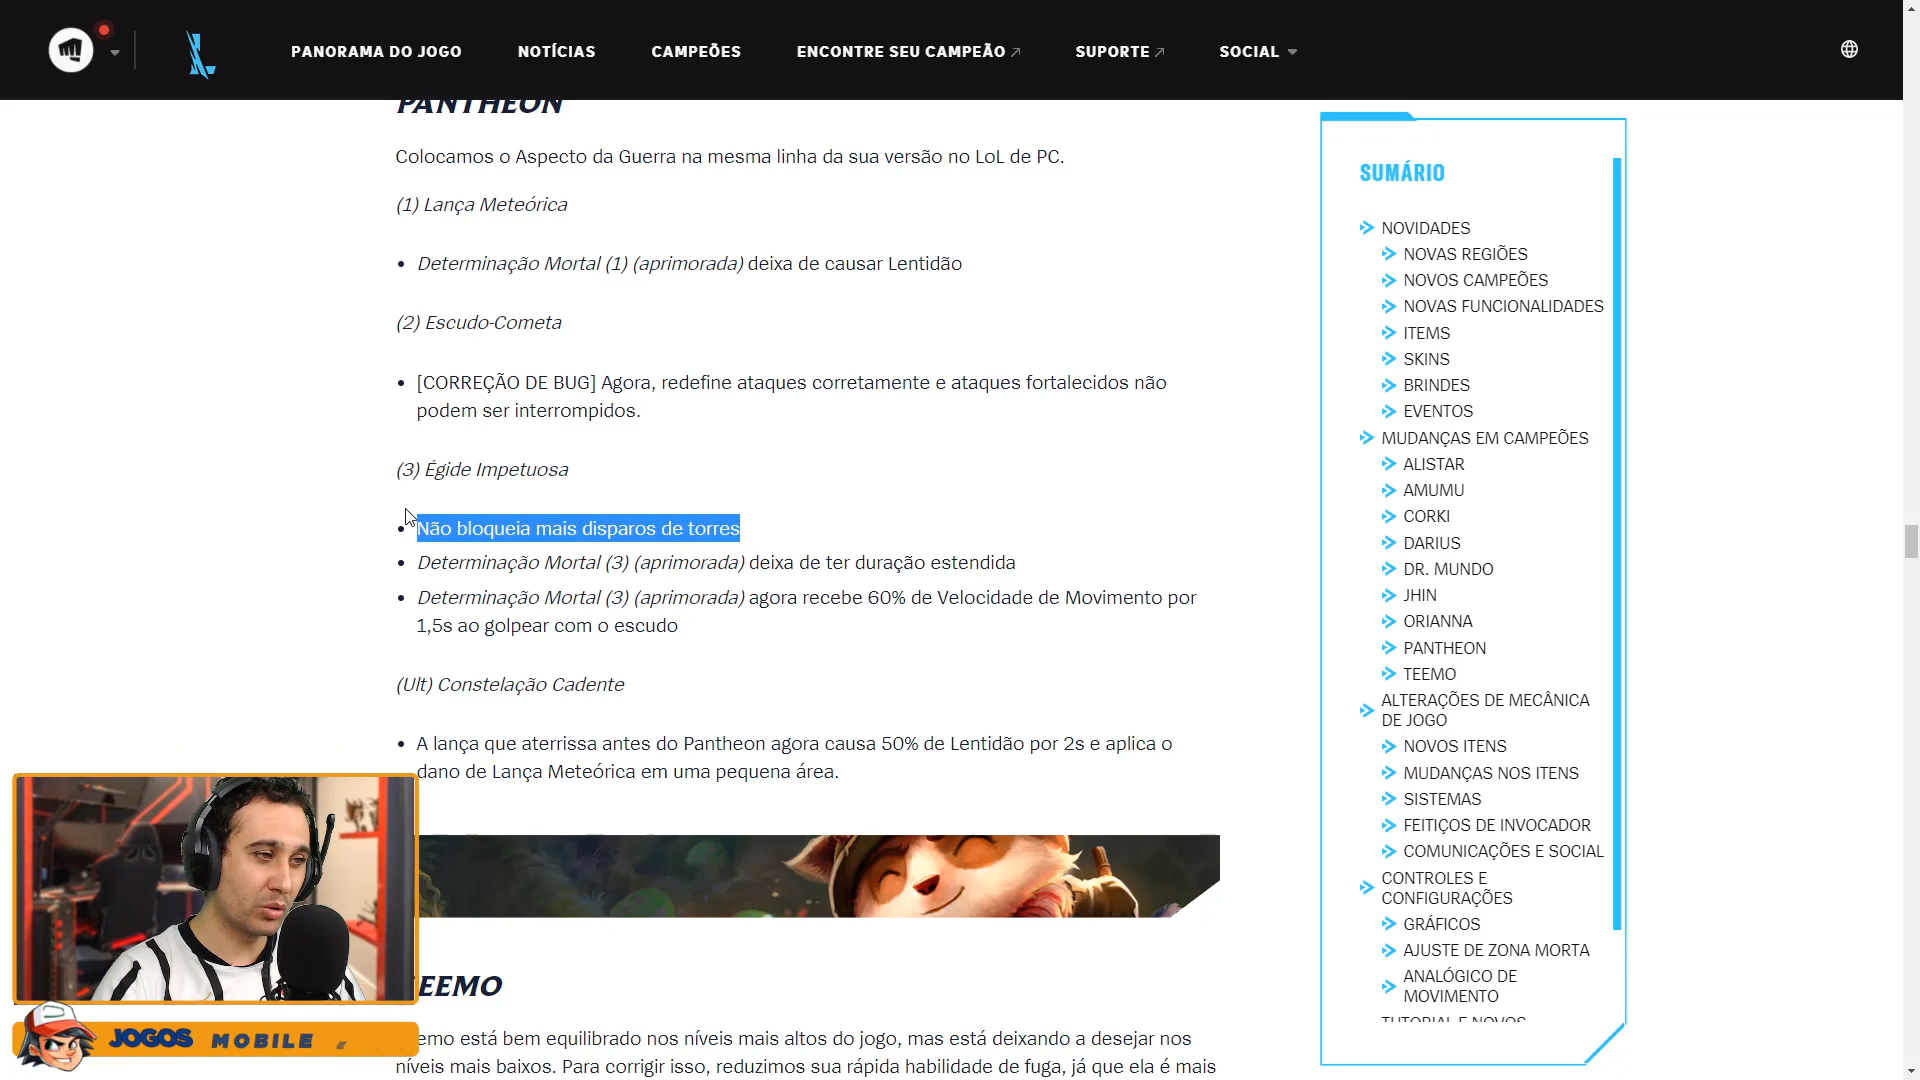 PANORAMA DO JOGO
NOTÍCIAS
CAMPEÕES
ENCONTRE SEU CAMPEÃO
SUPORTE
SOCIAL
PANTHEON
Colocamos o Aspecto da Guerra na mesma linha da sua versão no LoL de PC.
(1) Lança Meteórica
• Determinação Mortal (1) (aprimorada) deixa de causar Lentidão
(2) Escudo-Cometa
• [CORREÇÃO DE BUG] Agora, redefine ataques corretamente e ataques fortalecidos não
podem ser interrompidos.
(3) Égide Impetuosa
• Não bloqueia mais disparos de torres
• Determinação Mortal (3) (aprimorada) deixa de ter duração estendida
• Determinação Mortal (3) (aprimorada) agora recebe 60% de Velocidade de Movimento por
1,5s ao golpear com o escudo
(Ult) Constelação Cadente
• A lança que aterrissa antes do Pantheon agora causa 50% de Lentidão por 2s e aplica o
dano de Lança Meteórica em uma pequena área.
EEMO
emo está bem equilibrado nos níveis mais altos do jogo, mas está deixando a desejar nos
níveis mais baixos. Para corrigir isso, reduzimos sua rápida habilidade de fuga, já que ela é mais
JOGOS MOBILE
SUMÁRIO
NOVIDADES
NOVAS REGIÕES
NOVOS CAMPEÕES
NOVAS FUNCIONALIDADES
ITEMS
SKINS
BRINDES
EVENTOS
MUDANÇAS EM CAMPEÕES
ALISTAR
AMUMU
CORKI
DARIUS
DR. MUNDO
JHIN
ORIANNA
PANTHEON
TEEMO
ALTERAÇÕES DE MECÂNICA
DE JOGO
NOVOS ITENS
MUDANÇAS NOS ITENS
SISTEMAS
FEITIÇOS DE INVOCADOR
COMUNICAÇÕES E SOCIAL
CONTROLES E
CONFIGURAÇÕES
GRÁFICOS
AJUSTE DE ZONA MORTA
ANALÓGICO DE
MOVIMENTO
TUTORIAL E NOVOS